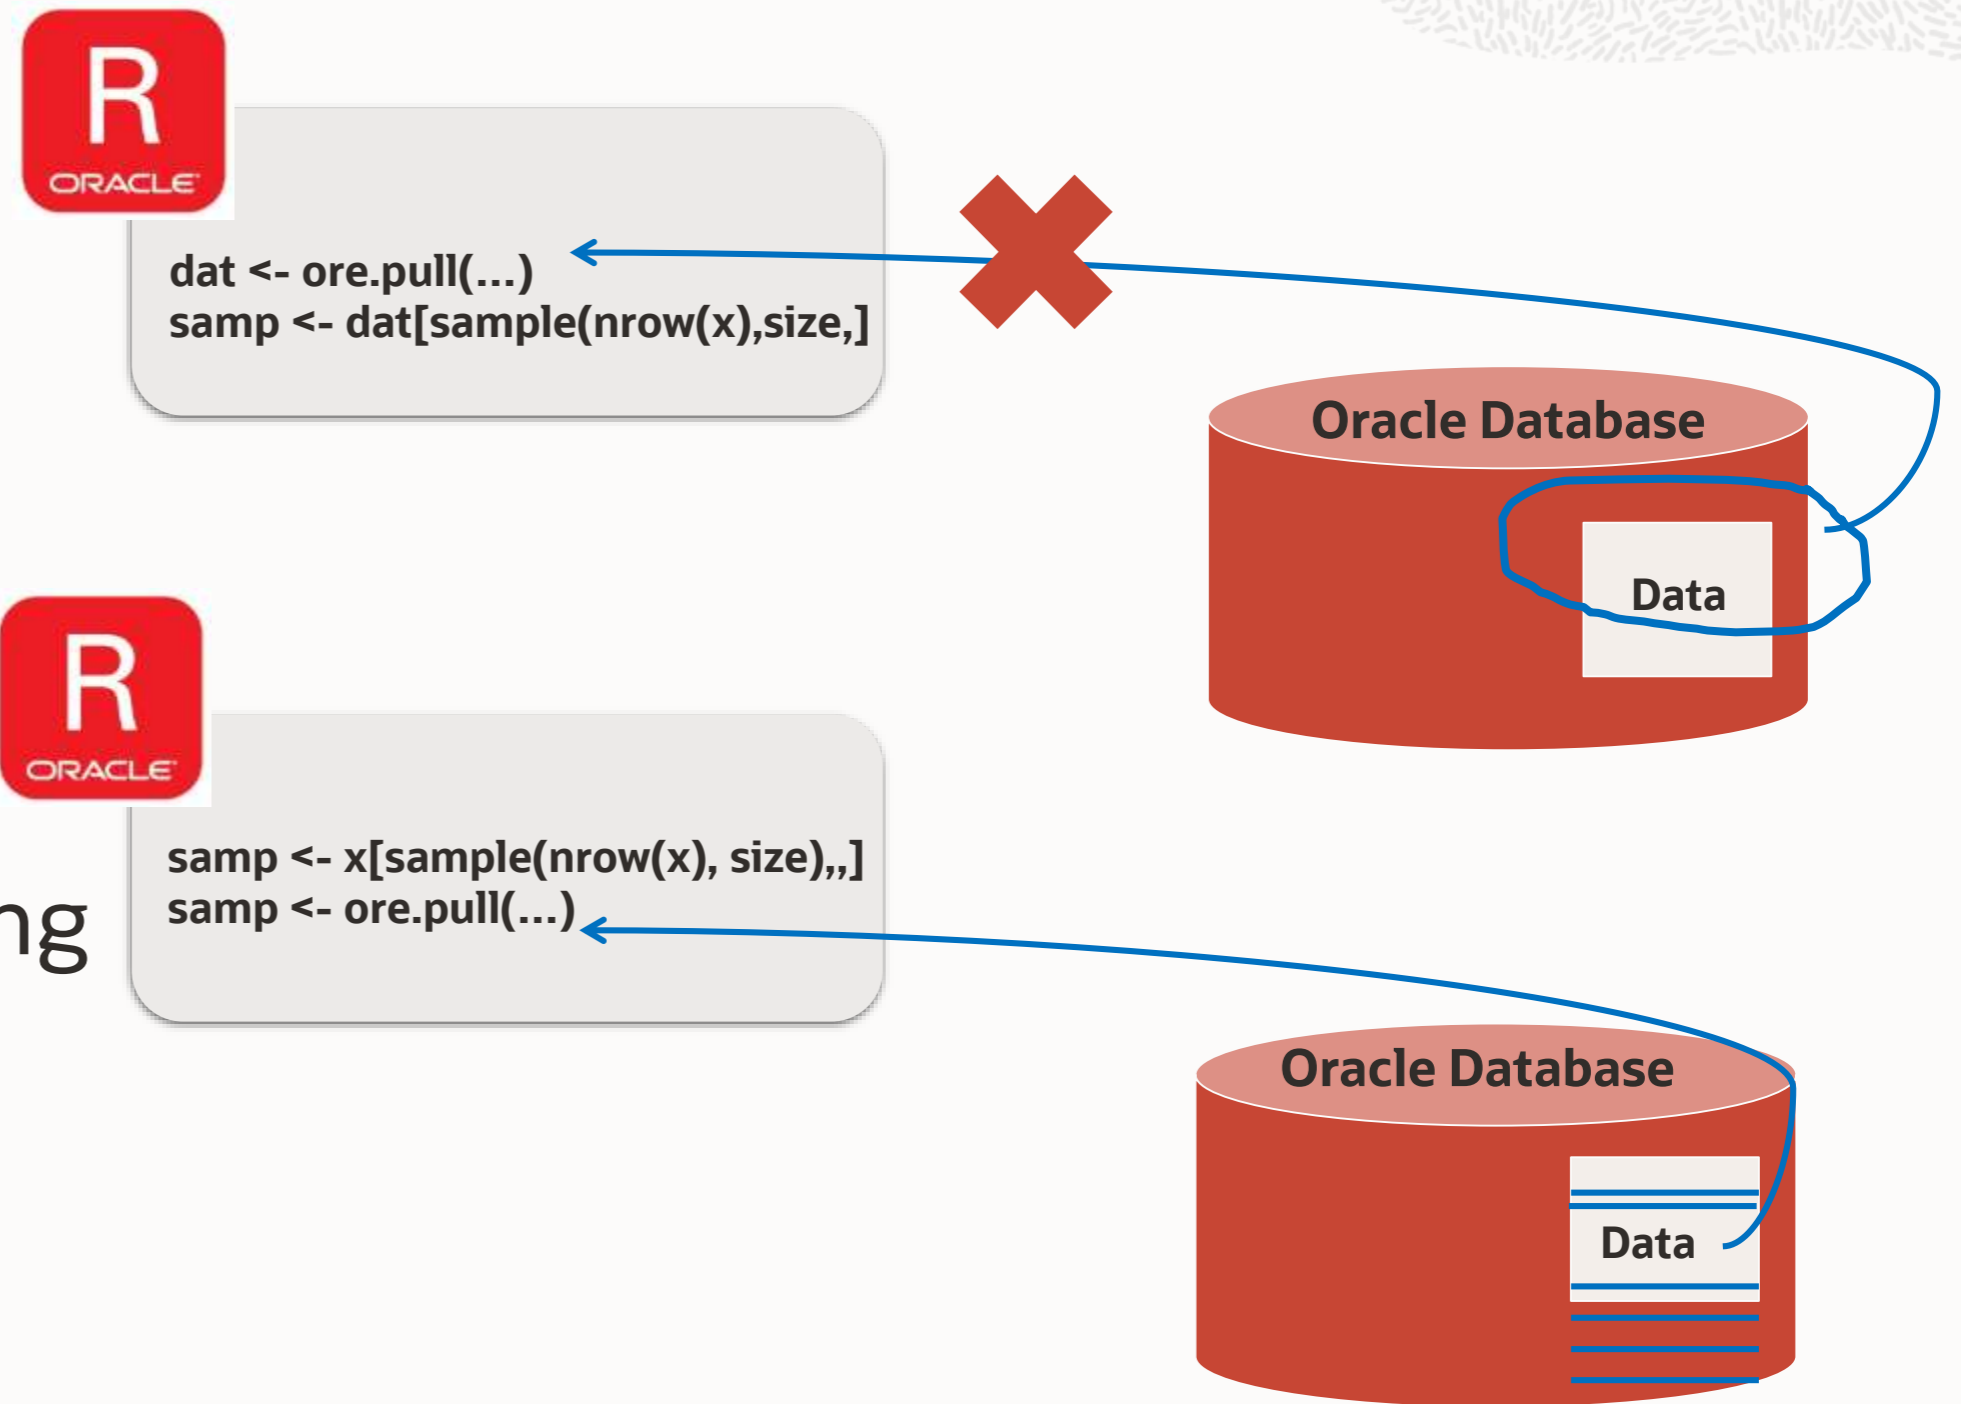 R
ORACLE
dat <- ore.pull(...)
samp <- dat[sample(nrow(x),size,]
Oracle Database
Data
R
ORACLE
samp <- x[sample(nrow(x), size),,]
samp <- ore.pull(...)
ng
Oracle Database
Data